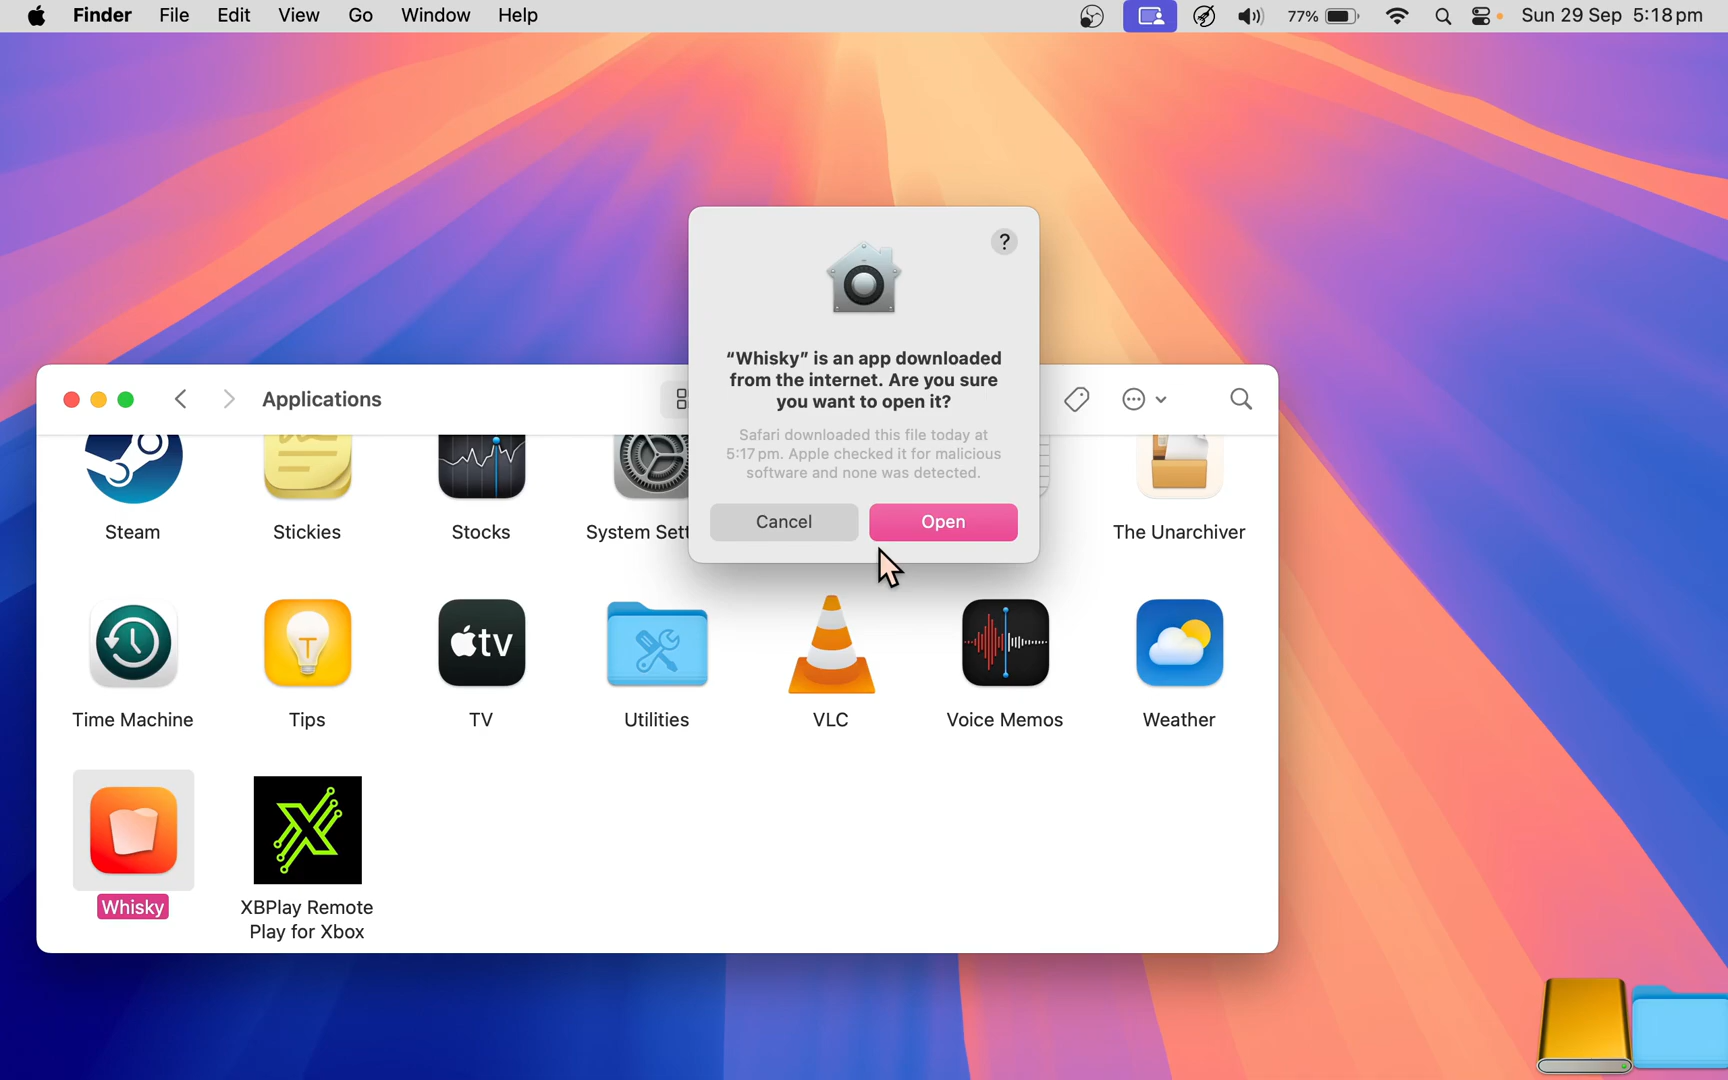 Finder File Edit View Go Window Help 77% Sun 29 Sep 5:18 pm
?
“Whisky” is an app downloaded
from the internet. Are you sure
you want to open it?
Safari downloaded this file today at
5:17 pm. Apple checked it for malicious
software and none was detected.
Cancel Open
Applications
Steam Stickies Stocks System Sett The Unarchiver
T
tv
Time Machine Tips TV Utilities VLC Voice Memos Weather
Whisky XBPlay Remote
Play for Xbox